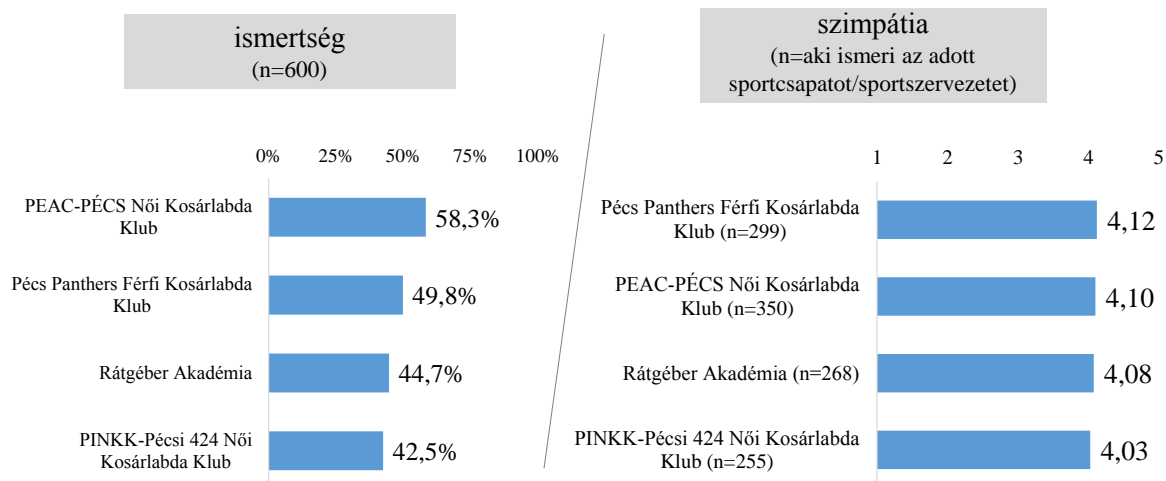 ismertség
(n=600)
0% 25% 50% 75% 100%
PEAC-PÉCS Női Kosárlabda
Klub
58,3%
Pécs Panthers Férfi Kosárlabda
Klub
49,8%
Rátgéber Akadémia
44,7%
PINKK-Pécsi 424 Női
Kosárlabda Klub
42,5%
szimpátia
(n=aki ismeri az adott
sportcsapatot/sportszervezetet)
1 2 3 4 5
Pécs Panthers Férfi Kosárlabda
Klub (n=299)
4,12
PEAC-PÉCS Női Kosárlabda
Klub (n=350)
4,10
Rátgéber Akadémia (n=268)
4,08
PINKK-Pécsi 424 Női Kosárlabda
Klub (n=255)
4,03